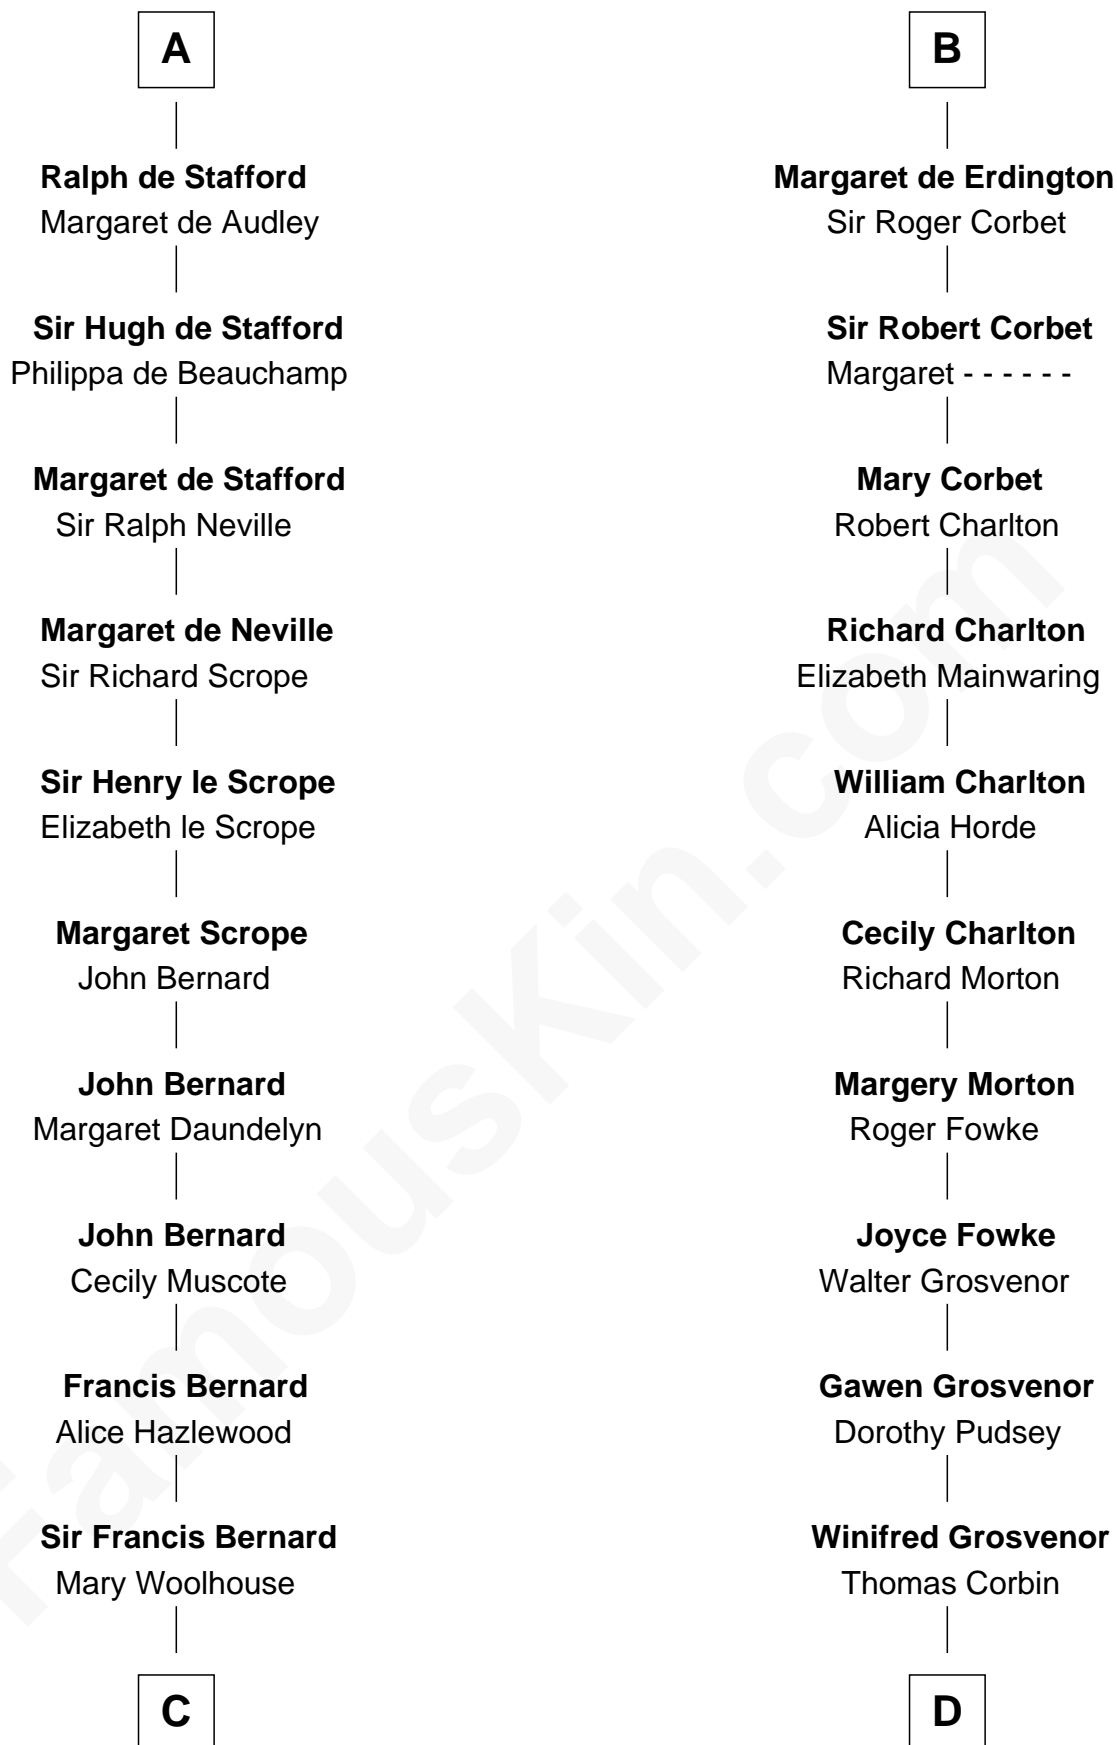 A
Ralph de Stafford
Margaret de Audley
Sir Hugh de Stafford
Philippa de Beauchamp
Margaret de Stafford
Sir Ralph Neville
Margaret de Neville
Sir Richard Scrope
Sir Henry le Scrope
Elizabeth le Scrope
Margaret Scrope
John Bernard
John Bernard
Margaret Daundelyn
John Bernard
Cecily Muscote
Francis Bernard
Alice Hazlewood
Sir Francis Bernard
Mary Woolhouse
C
B
Margaret de Erdington
Sir Roger Corbet
Sir Robert Corbet
Margaret - - - - - -
Mary Corbet
Robert Charlton
Richard Charlton
Elizabeth Mainwaring
William Charlton
Alicia Horde
Cecily Charlton
Richard Morton
Margery Morton
Roger Fowke
Joyce Fowke
Walter Grosvenor
Gawen Grosvenor
Dorothy Pudsey
Winifred Grosvenor
Thomas Corbin
D
FamousKin.com